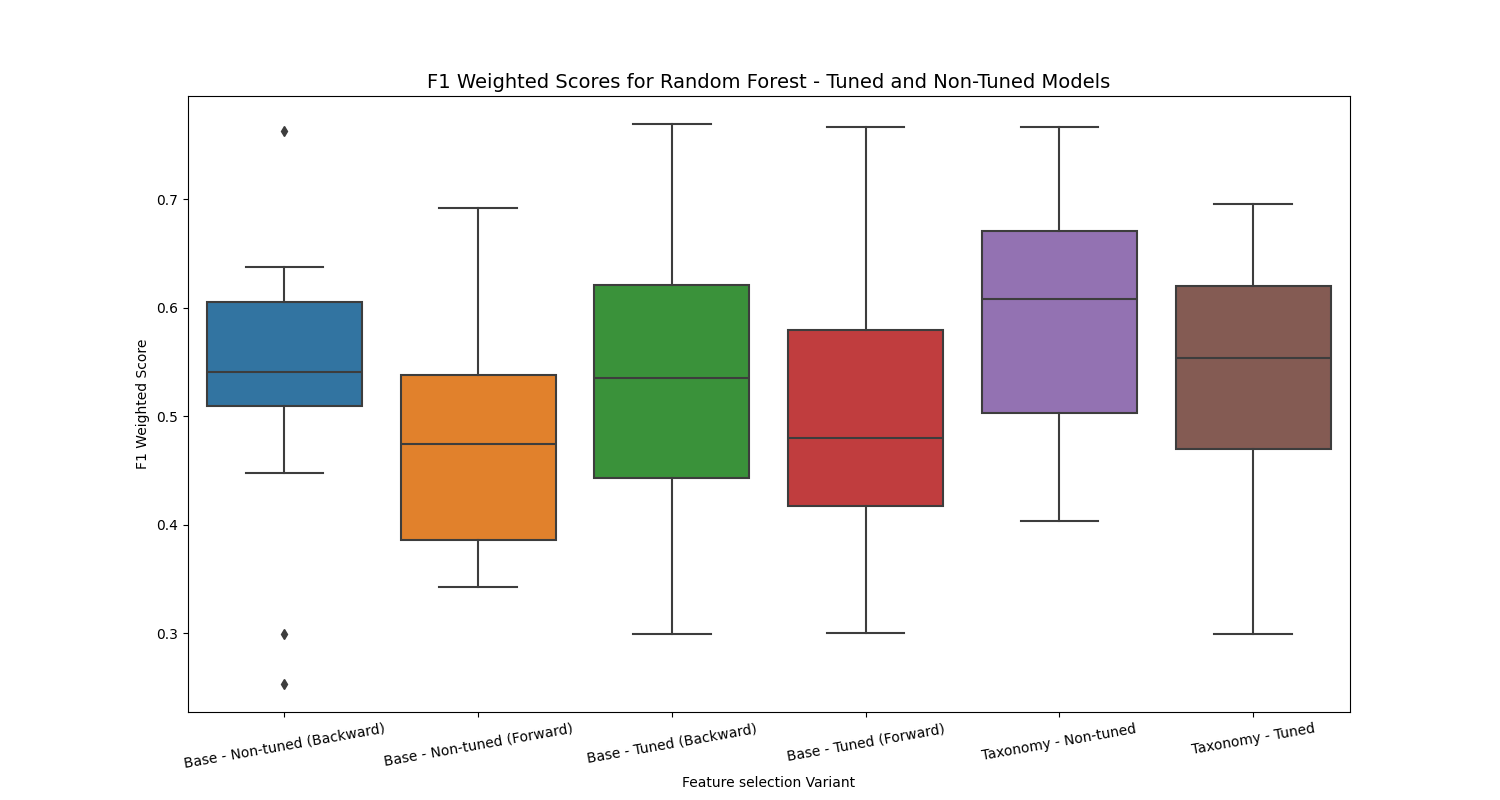 F1 Weighted Scores for Random Forest - Tuned and Non-Tuned Models
F1 Weighted Score
0.7
0.6
0.5
0.4
0.3
Base - Non-tuned (Backward)
Base - Non-tuned (Forward)
Base - Tuned (Backward)
Base - Tuned (Forward)
Taxonomy - Non-tuned
Taxonomy - Tuned
Feature selection Variant